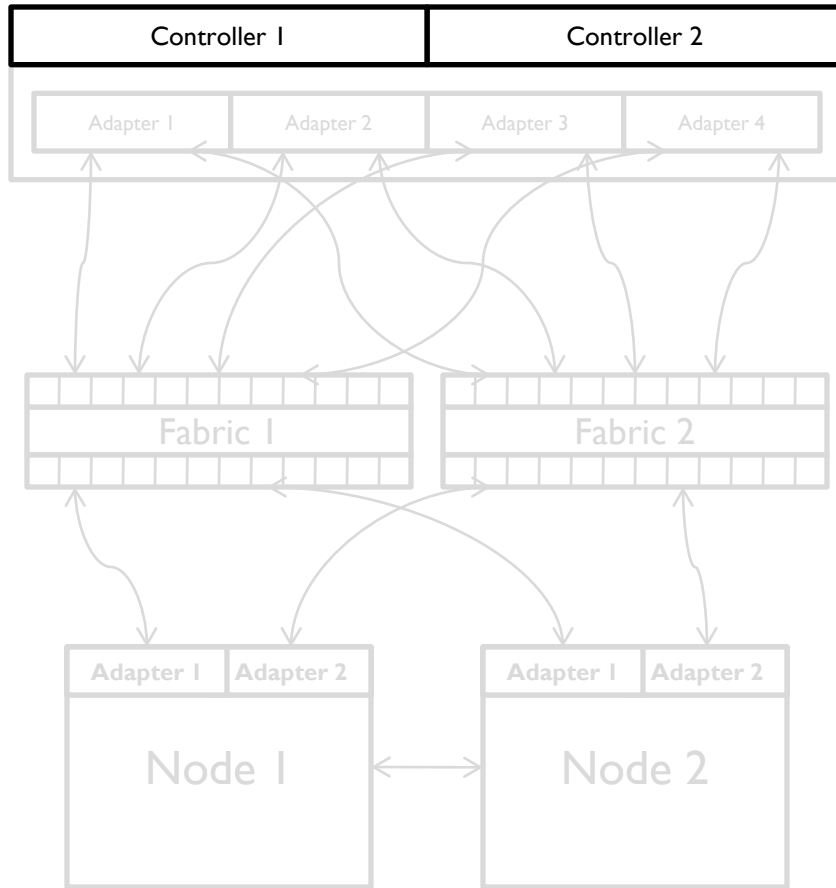 Controller 1
Controller 2
Adapter 1
Adapter 2
Adapter 3
Adapter 4
Fabric 1
Fabric 2
Adapter 1
Adapter 2
Adapter 1
Adapter 2
Node 1
Node 2